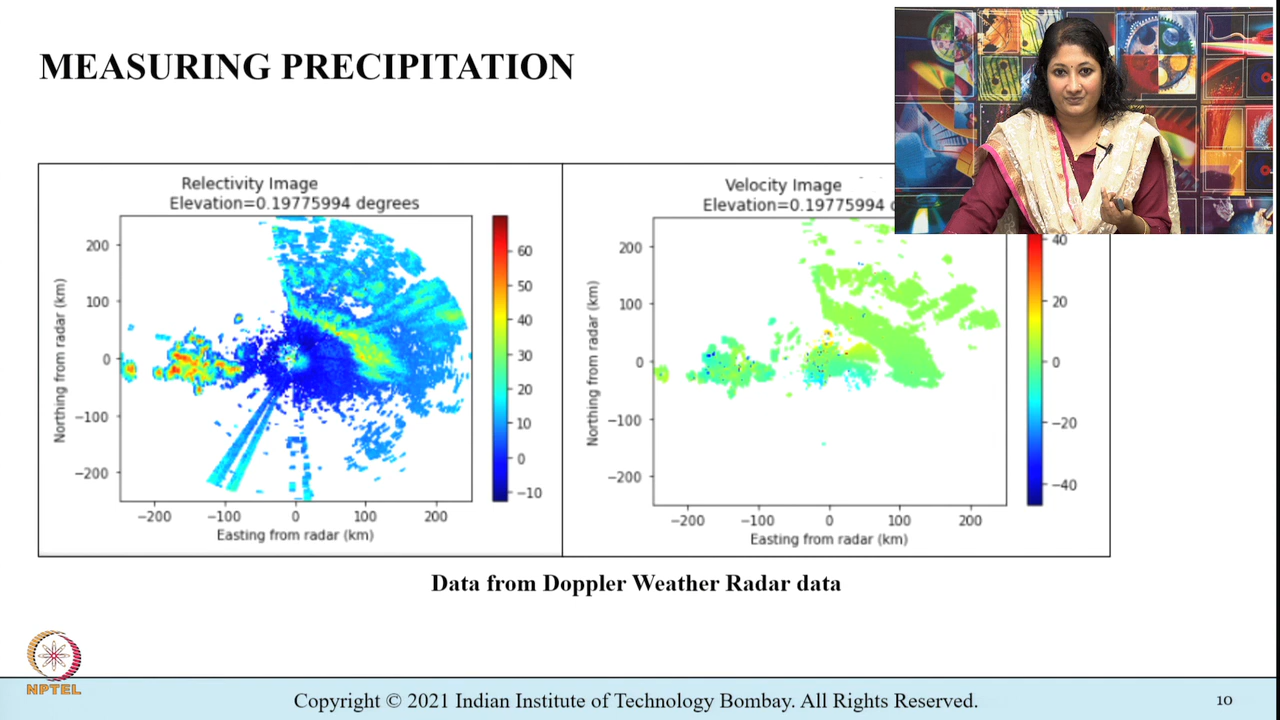 MEASURING PRECIPITATION
Relectivity Image
Elevation=0.19775994 degrees
Northing from radar (km)
200
100
0
−100
−200
−200
−100
0
100
200
Easting from radar (km)
60
50
40
30
20
10
0
−10
Velocity Image
Elevation=0.19775994
Northing from radar (km)
200
100
0
−100
−200
−200
−100
0
100
200
Easting from radar (km)
40
20
0
−20
−40
Data from Doppler Weather Radar data
NPTEL
Copyright © 2021 Indian Institute of Technology Bombay. All Rights Reserved.
10